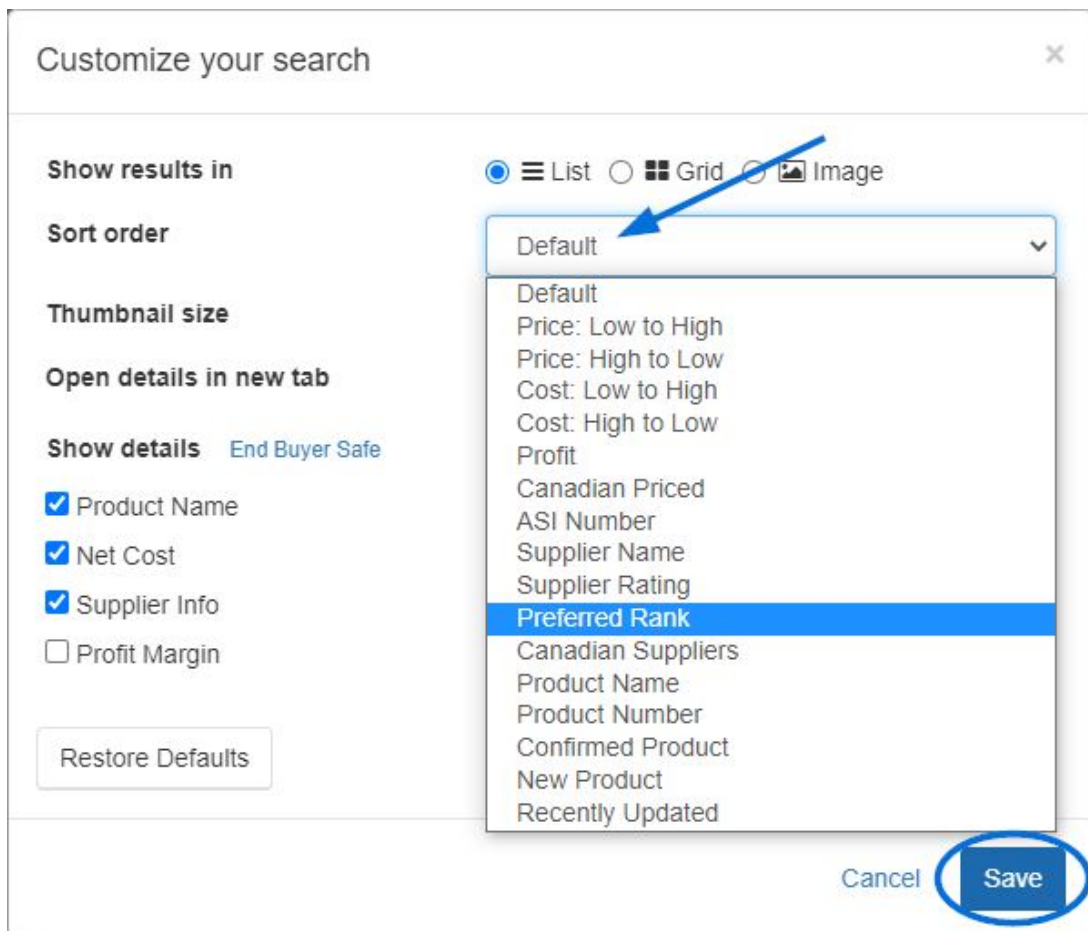 Customize your search ×
Show results in List Grid Image
Sort order Default
Default
Price: Low to High
Thumbnail size
Price: High to Low
Open details in new tab
Cost: Low to High
Cost: High to Low
Show details End Buyer Safe
Profit
Canadian Priced
Product Name
ASI Number
Net Cost
Supplier Name
Supplier Rating
Supplier Info
Preferred Rank
Profit Margin
Canadian Suppliers
Product Name
Product Number
Restore Defaults
Confirmed Product
New Product
Recently Updated
Cancel Save